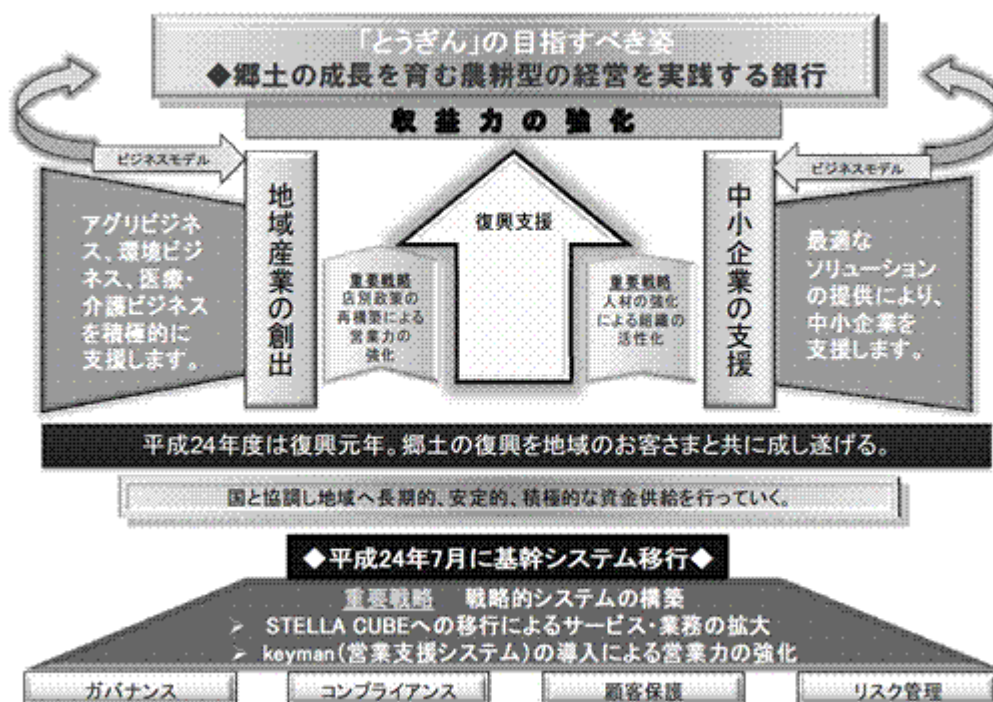 「とうぎん」の目指すべき姿
◆郷土の成長を育む農耕型の経営を実践する銀行
収益力の強化
ビジネスモデル
ビジネスモデル
アグリビジネ
ス、環境ビジ
ネス、医療・
介護ビジネス
を積極的に
支援します。
地域産業の創出
重要戦略
店別政策の
再構築による
営業力の
強化
復興支援
重要戦略
人材の強化
による組織の
活性化
中小企業の支援
最適な
ソリューション
の提供により、
中小企業を
支援します。
平成24年度は復興元年。郷土の復興を地域のお客さまと共に成し遂げる。
国と協調し地域へ長期的、安定的、積極的な資金供給を行っていく。
◆平成24年7月に基幹システム移行◆
重要戦略 戦略的システムの構築
➢ STELLA CUBEへの移行によるサービス・業務の拡大
➢ keyman(営業支援システム)の導入による営業力の強化
ガバナンス
コンプライアンス
顧客保護
リスク管理